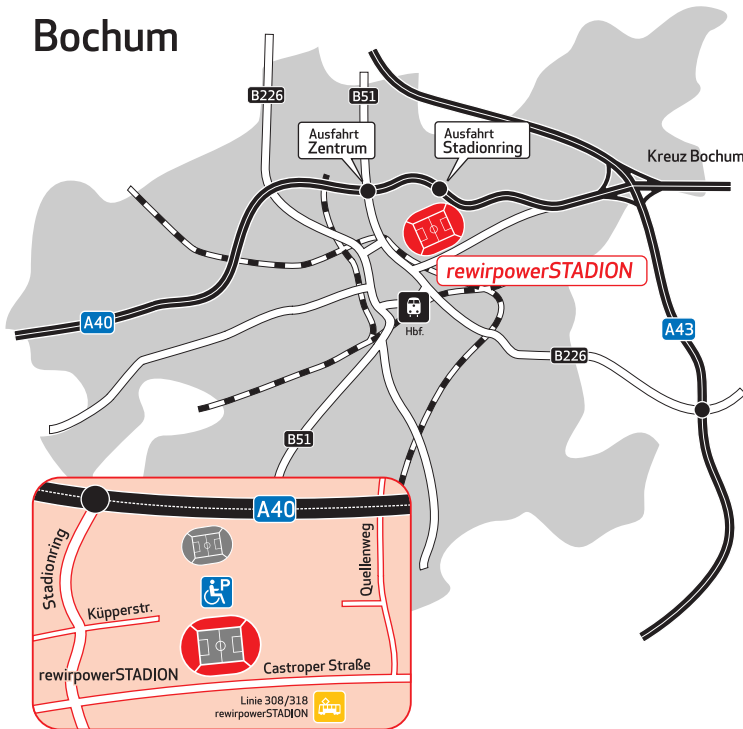 Bochum
B226
B51
Ausfahrt
Zentrum
Ausfahrt
Stadionring
Kreuz Bochum
rewirpowerSTADION
Hbf.
A40
A43
B226
B51
A40
Stadionring
Quellenweg
P
Küpperstr.
Castroper Straße
rewirpowerSTADION
Linie 308/318
rewirpowerSTADION